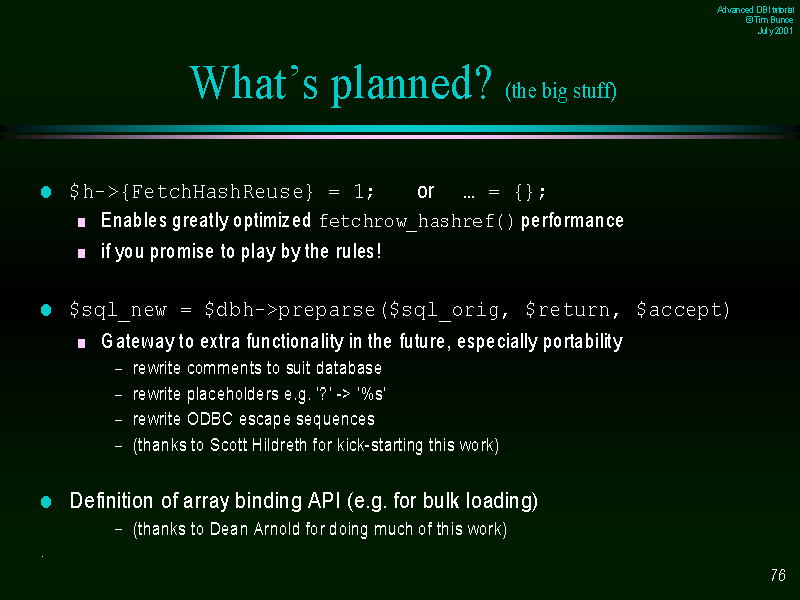 Advanced DBI tutorial
© Tim Bunce
July 2001
What’s planned? (the big stuff)
$h->{FetchHashReuse} = 1; or … = {};
Enables greatly optimized fetchrow_hashref() performance
if you promise to play by the rules!
$sql_new = $dbh->preparse($sql_orig, $return, $accept)
Gateway to extra functionality in the future, especially portability
– rewrite comments to suit database
– rewrite placeholders e.g. ‘?’ -> ‘%s’
– rewrite ODBC escape sequences
– (thanks to Scott Hildreth for kick-starting this work)
Definition of array binding API (e.g. for bulk loading)
– (thanks to Dean Arnold for doing much of this work)
.
76